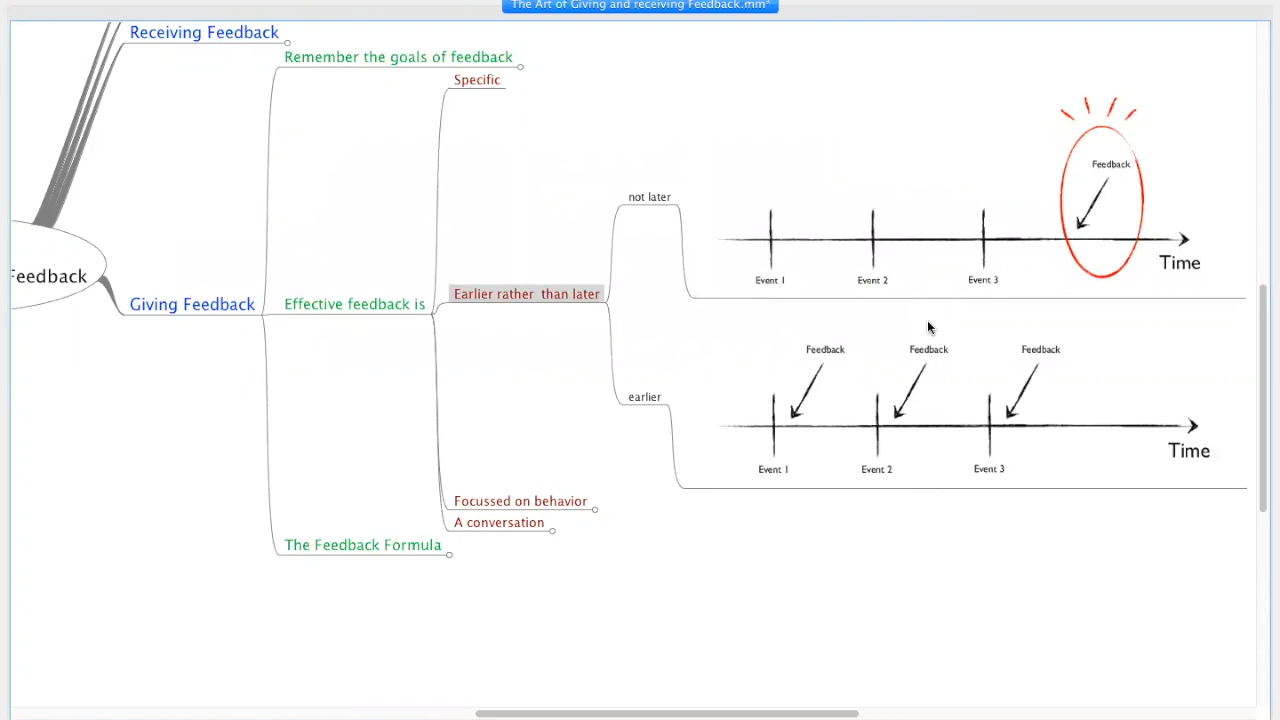 The Art of Giving and receiving Feedback.mm*
Receiving Feedback
Remember the goals of feedback
Specific
Feedback
not later
Event 1
Event 2
Event 3
Time
Feedback
Giving Feedback
Effective feedback is
Earlier rather than later
Feedback
Feedback
Feedback
earlier
Event 1
Event 2
Event 3
Time
Focussed on behavior
A conversation
The Feedback Formula